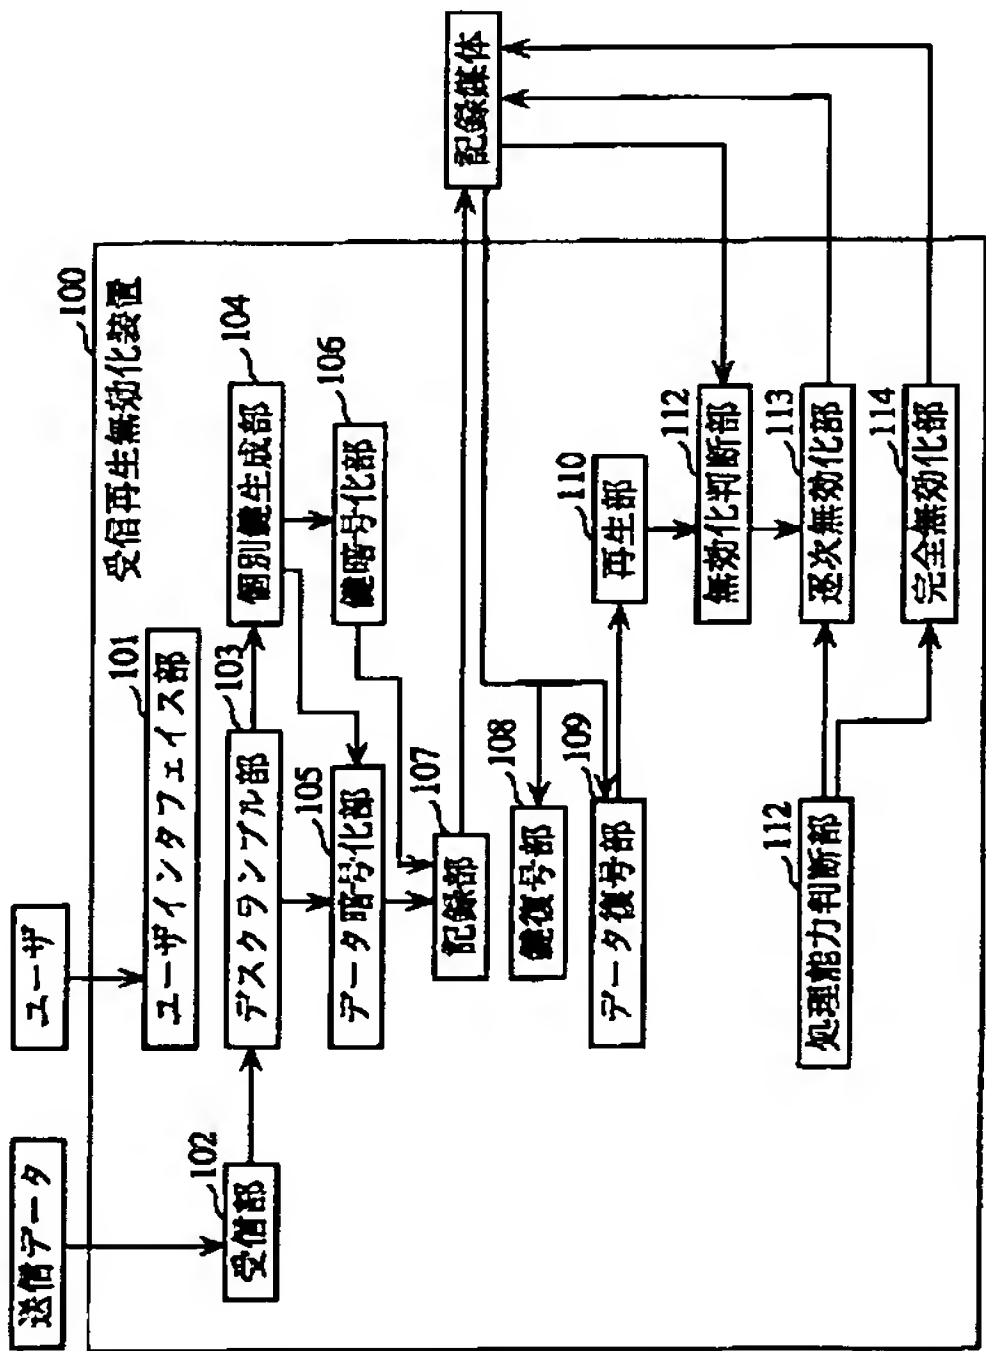 送信データ
ユーザ
100
受信再生無効化装置
101
ユーザインタフェイス部
102
受信部
103
デスクランブル部
104
個別鍵生成部
105
データ暗号化部
106
鍵暗号化部
107
記録部
記録媒体
108
鍵復号部
109
データ復号部
110
再生部
112
無効化判断部
112
処理能力判断部
113
逐次無効化部
114
完全無効化部